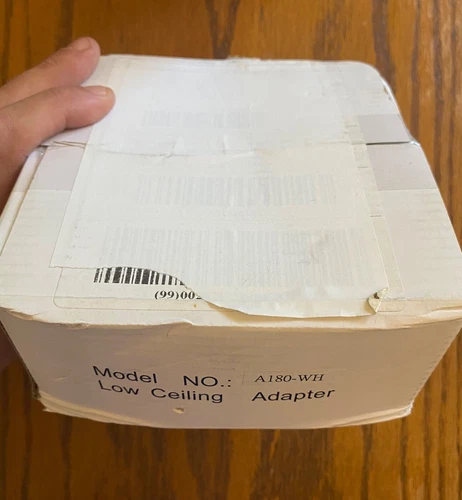 (99)00
Model NO.: A180-WH
Low Ceiling Adapter